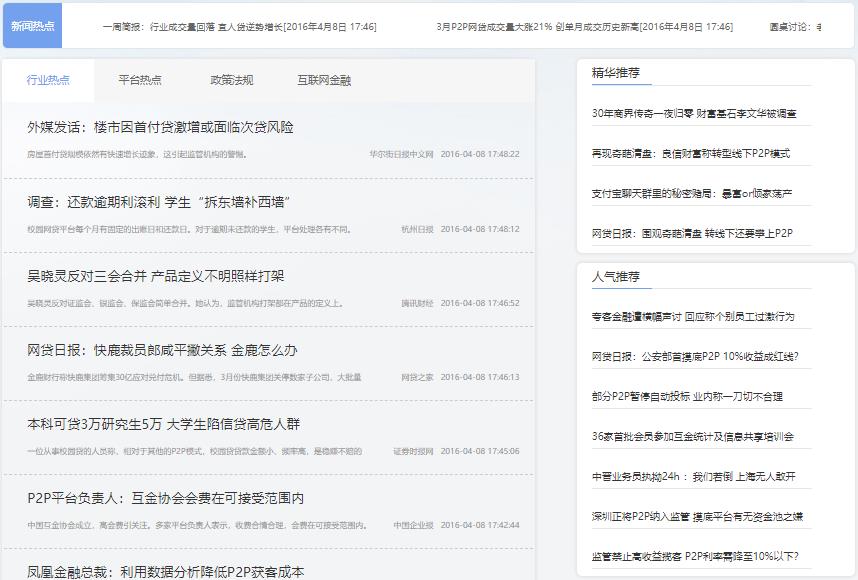 新闻热点
一周简报：行业成交量回落 宜人贷逆势增长[2016年4月8日 17:46]
3月P2P网贷成交量大涨21% 创单月成交历史新高[2016年4月8日 17:46]
圆桌讨论：
行业热点 平台热点 政策法规 互联网金融
外媒发话：楼市因首付贷激增或面临次贷风险
房屋首付贷规模依然有快速增长迹象，这引起监管机构的警惕。 华尔街日报中文网 2016-04-08 17:48:22
调查：还款逾期利滚利 学生“拆东墙补西墙”
校园网贷平台每个月有固定的出账日和还款日。对于逾期未还款的学生，平台处理各有不同。 杭州日报 2016-04-08 17:48:12
吴晓灵反对三会合并 产品定义不明照样打架
吴晓灵反对证监会、银监会、保监会简单合并。她认为，监管机构打架都在产品的定义上。 腾讯财经 2016-04-08 17:46:52
网贷日报：快鹿裁员郎咸平撇关系 金鹿怎么办
金鹿财行称快鹿集团筹集30亿应对兑付危机。但据悉，3月份快鹿集团关停数家子公司，大批量 网贷之家 2016-04-08 17:46:13
本科可贷3万研究生5万 大学生陷信贷高危人群
一位从事校园贷的人员称，相对于其他的P2P模式，校园贷贷款金额小、频率高，是稳赚不赔的 证券时报网 2016-04-08 17:45:06
P2P平台负责人：互金协会会费在可接受范围内
中国互金协会成立，高会费引关注。多家平台负责人表示，收费合情合理，会费在可接受范围内。 中国企业报 2016-04-08 17:42:44
凤凰金融总裁：利用数据分析降低P2P获客成本
精华推荐
30年商界传奇一夜归零 财富基石李文华被调查
再现奇葩清盘：良信财富称转型线下P2P模式
支付宝聊天群里的秘密赌局：暴富or倾家荡产
网贷日报：围观奇葩清盘 转线下还要攀上P2P
人气推荐
夸客金融遭横幅声讨 回应称个别员工过激行为
网贷日报：公安部首摸底P2P 10%收益成红线？
部分P2P暂停自动投标 业内称一刀切不合理
36家首批会员参加互金统计及信息共享培训会
中晋业务员执拗24h ：我们若倒 上海无人敢开
深圳正将P2P纳入监管 摸底平台有无资金池之嫌
监管禁止高收益揽客 P2P利率需降至10%以下？